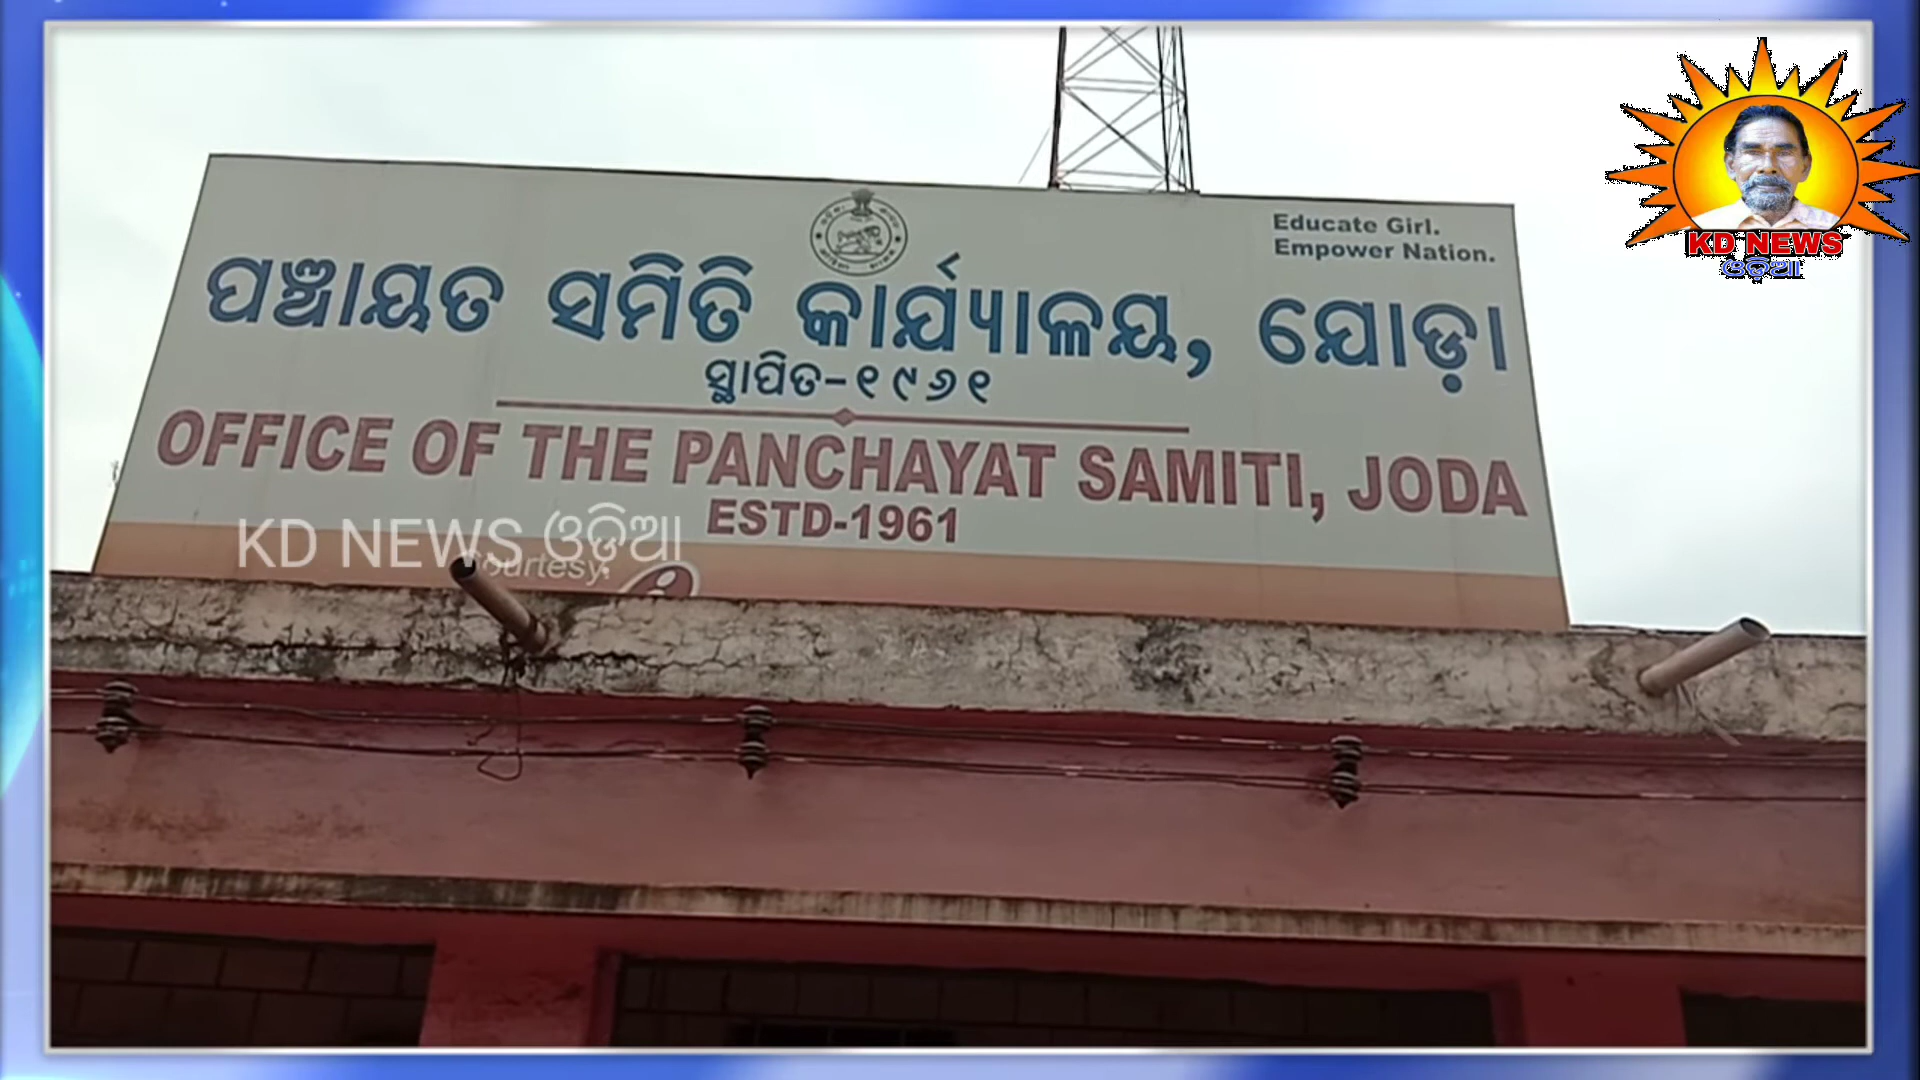 Educate Girl.
Empower Nation.
ପଞ୍ଚାୟତ ସମିତି କାର୍ଯ୍ୟାଳୟ, ଯୋଡ଼ା
ସ୍ଥାପିତ-୧୯୬୧
OFFICE OF THE PANCHAYAT SAMITI, JODA
ESTD-1961
KD NEWS ଓଡ଼ିଆ
KD NEWS
ଓଡ଼ିଆ